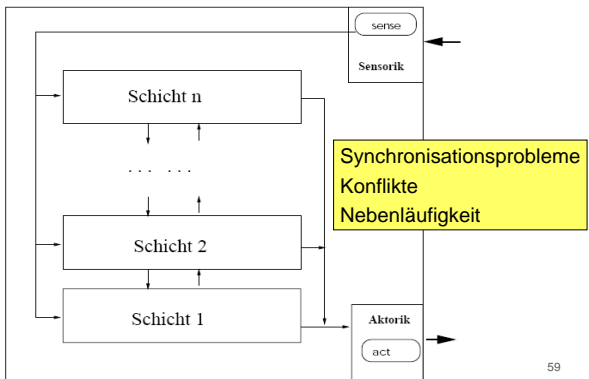 sense
Sensorik
Schicht n
Synchronisationsprobleme
Konflikte
Nebenläufigkeit
. . .   . . .
Schicht 2
Schicht 1
Aktorik
act
59